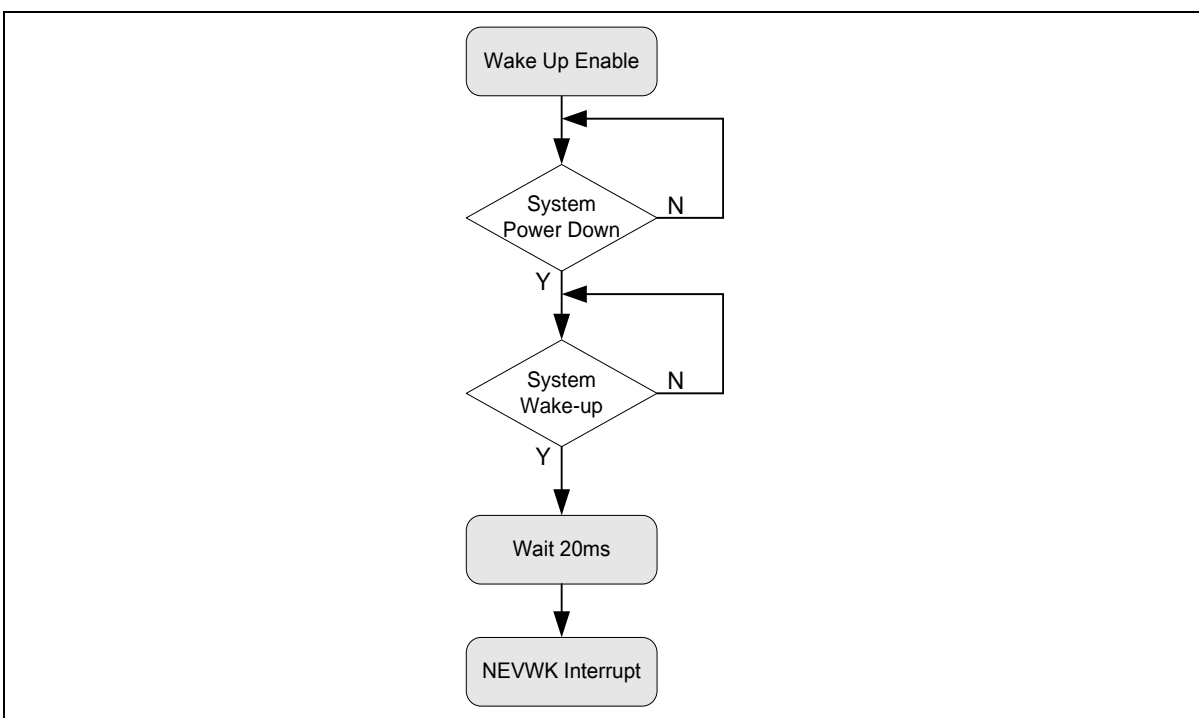 Wake Up Enable
System
Power Down
N
Y
System
Wake-up
N
Y
Wait 20ms
NEVWK Interrupt